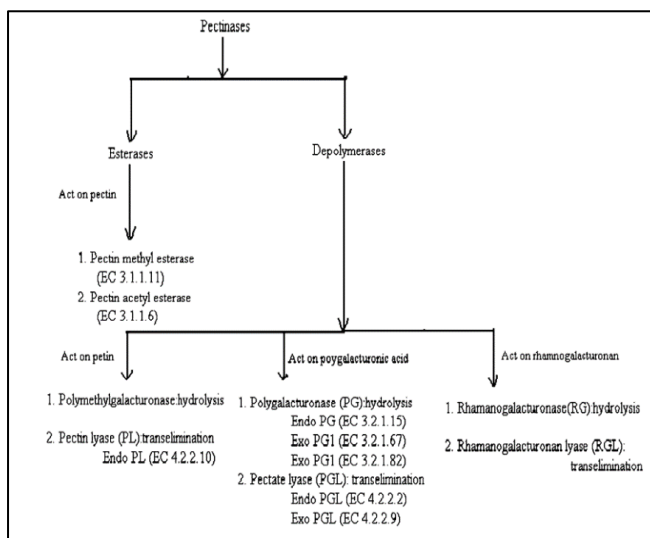 Pectinases
Esterases
Depolymerases
Act on pectin
1. Pectin methyl esterase
(EC 3.1.1.11)
2. Pectin acetyl esterase
(EC 3.1.1.6)
Act on petin
Act on poygalacturonic acid
Act on rhamnogalacturonan
1. Polymethylgalacturonase:hydrolysis
2. Pectin lyase (PL):transelimination
Endo PL (EC 4.2.2.10)
1. Polygalacturonase (PG):hydrolysis
Endo PG (EC 3.2.1.15)
Exo PG1 (EC 3.2.1.67)
Exo PG1 (EC 3.2.1.82)
2. Pectate lyase (PGL): transelimination
Endo PGL (EC 4.2.2.2)
Exo PGL (EC 4.2.2.9)
1. Rhamanogalacturonase(RG):hydrolysis
2. Rhamanogalacturonan lyase (RGL):
transelimination